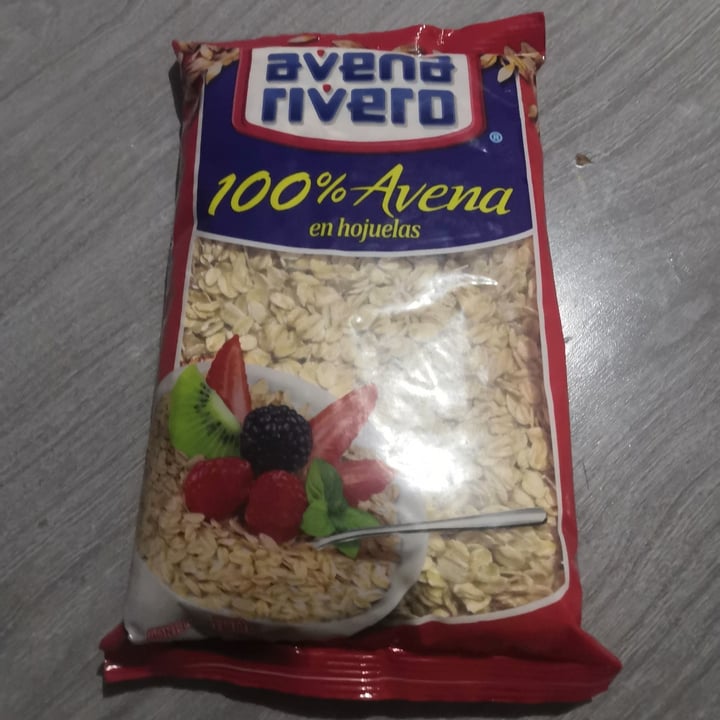 avena
rivero
®
100% Avena
en hojuelas